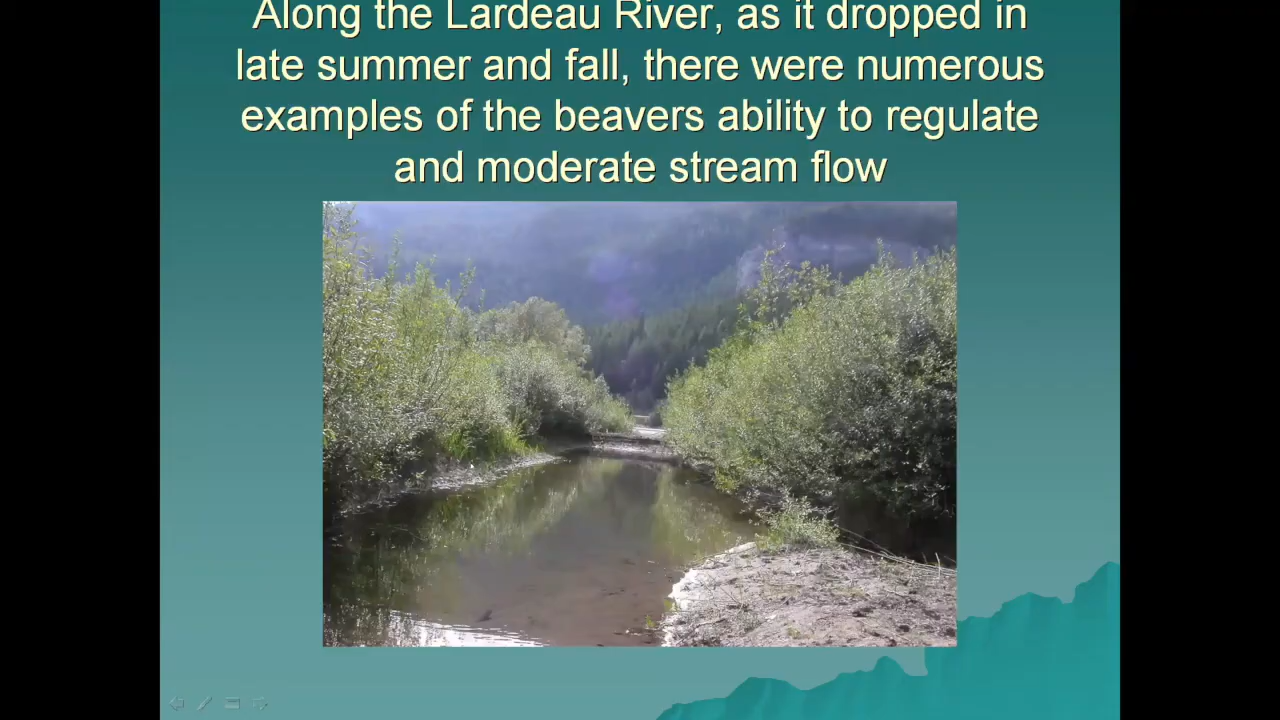 Along the Lardeau River, as it dropped in
late summer and fall, there were numerous
examples of the beavers ability to regulate
and moderate stream flow